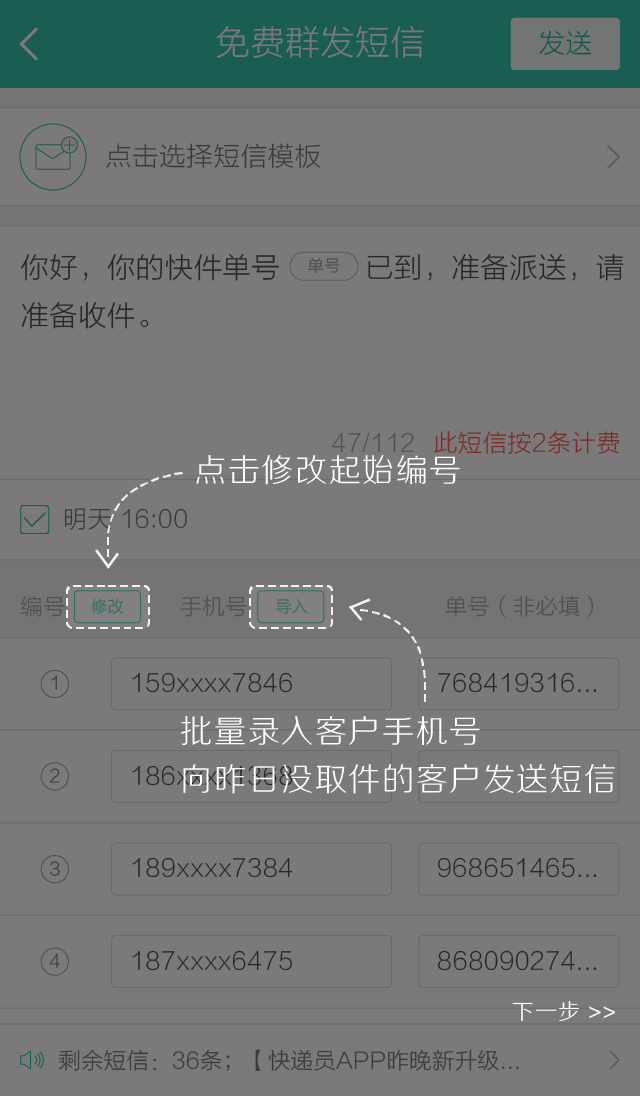 免费群发短信
发送
点击选择短信模板
你好，你的快件单号 单号 已到，准备派送，请
准备收件。
47/112 此短信按2条计费
点击修改起始编号
明天 16:00
编号 修改 手机号 导入 单号（非必填）
1 159xxxx7846 768419316...
批量录入客户手机号
2 186xxxx1368
向昨日没取件的客户发送短信
3 189xxxx7384 968651465...
4 187xxxx6475 868090274...
下一步 >>
剩余短信：36条；【快递员APP昨晚新升级...